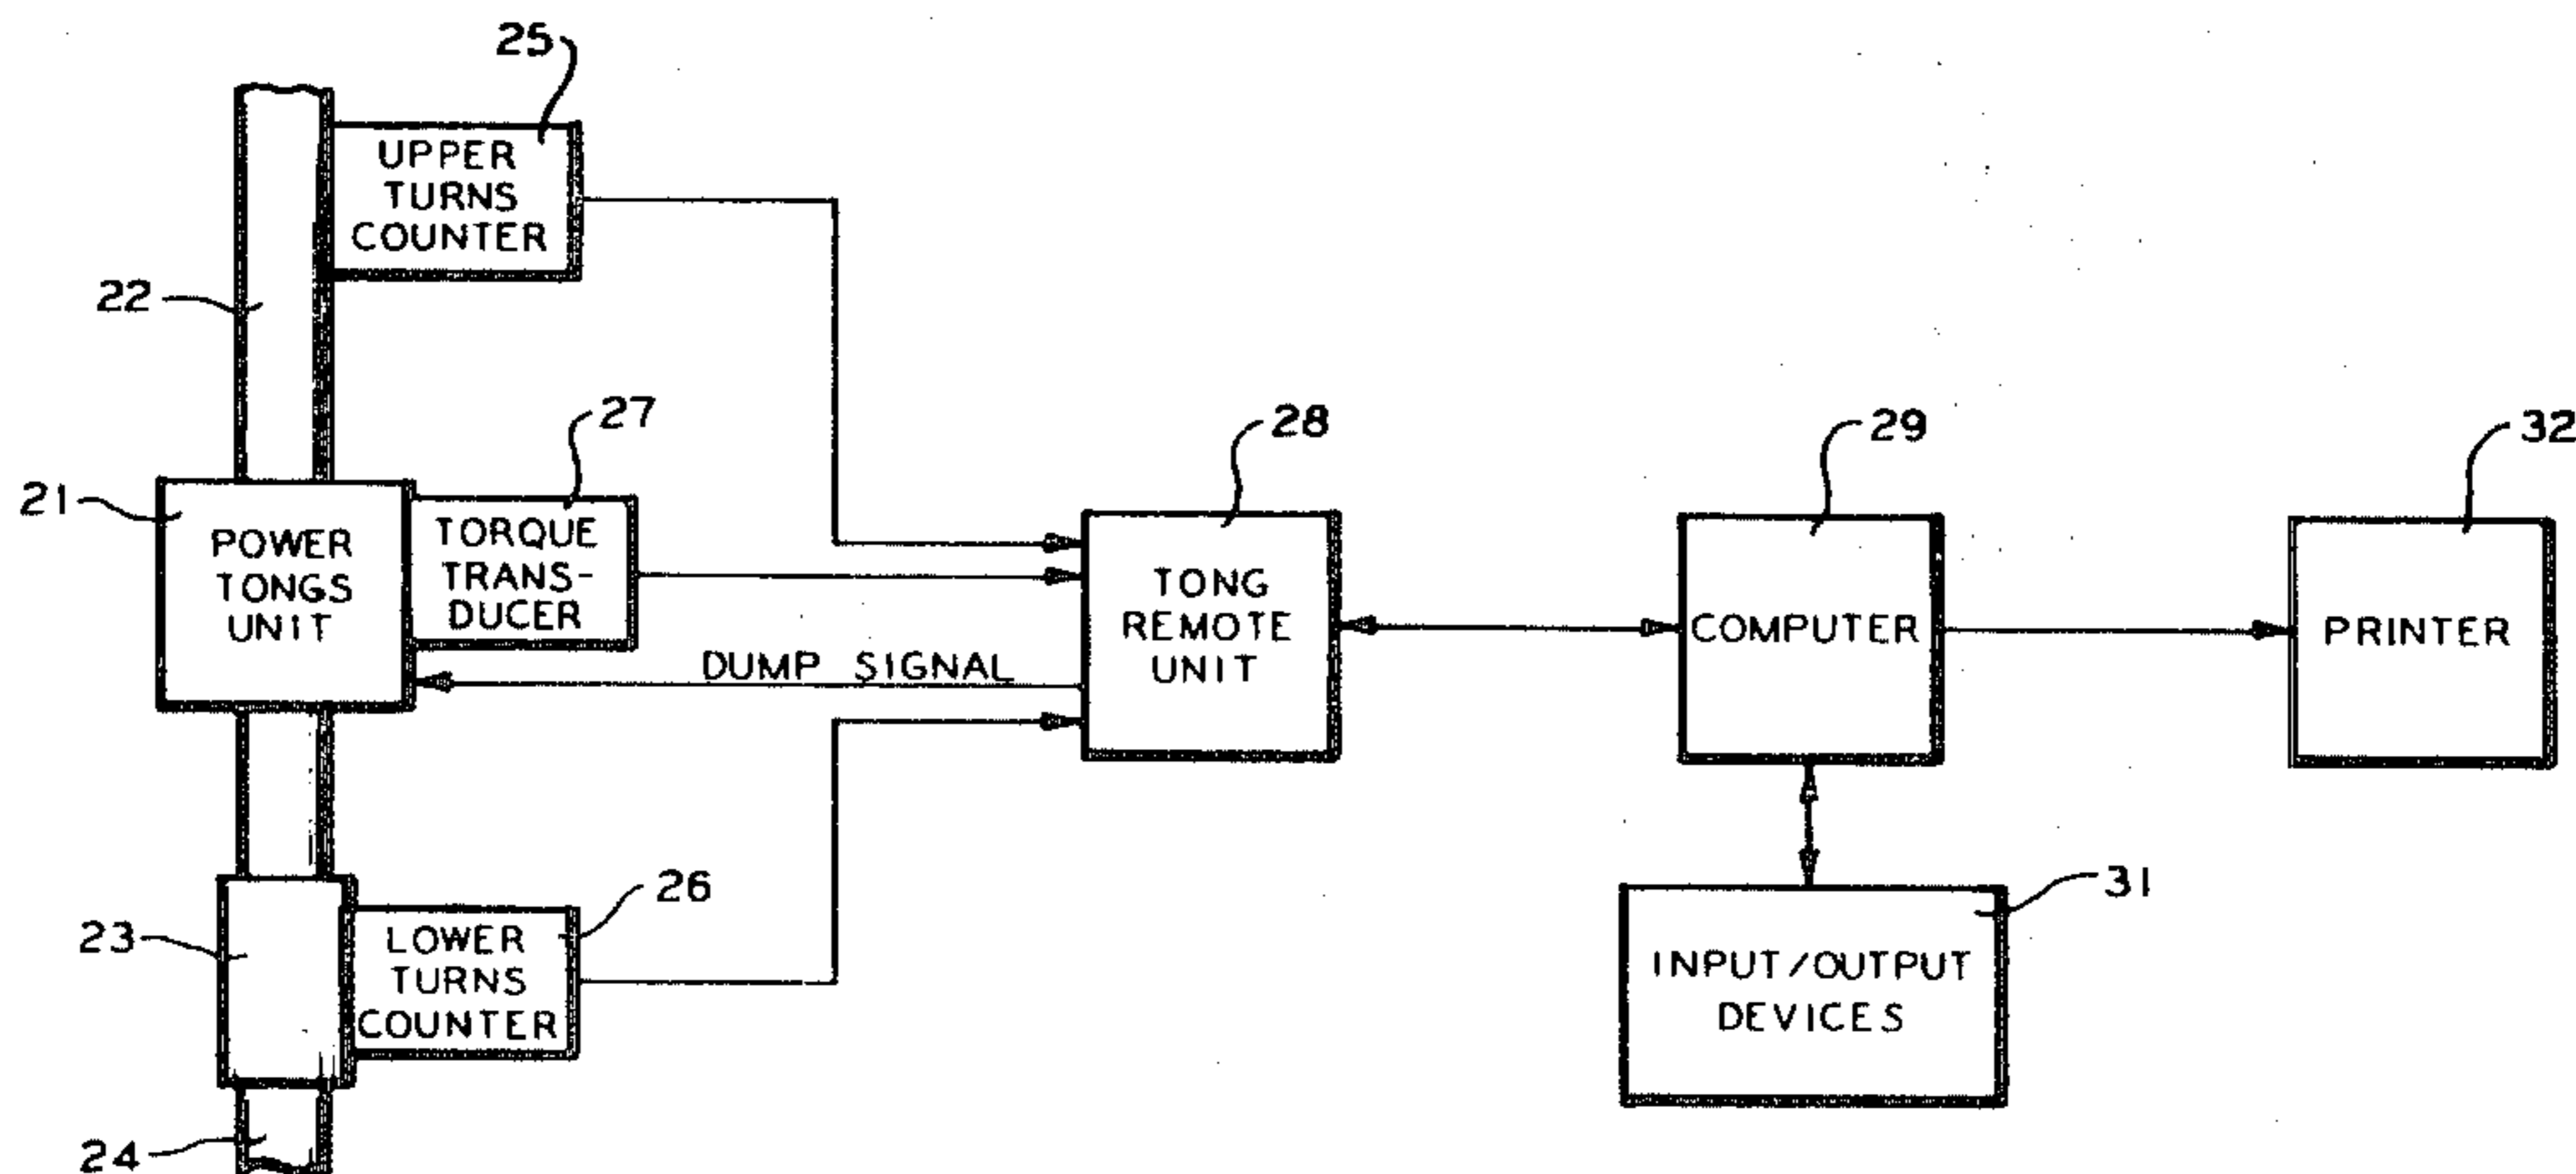 25
UPPER
TURNS
COUNTER
22
27
28
29
32
21
POWER
TONGS
UNIT
TORQUE
TRANS-
DUCER
TONG
REMOTE
UNIT
COMPUTER
PRINTER
DUMP SIGNAL
26
31
23
LOWER
TURNS
COUNTER
INPUT/OUTPUT
DEVICES
24